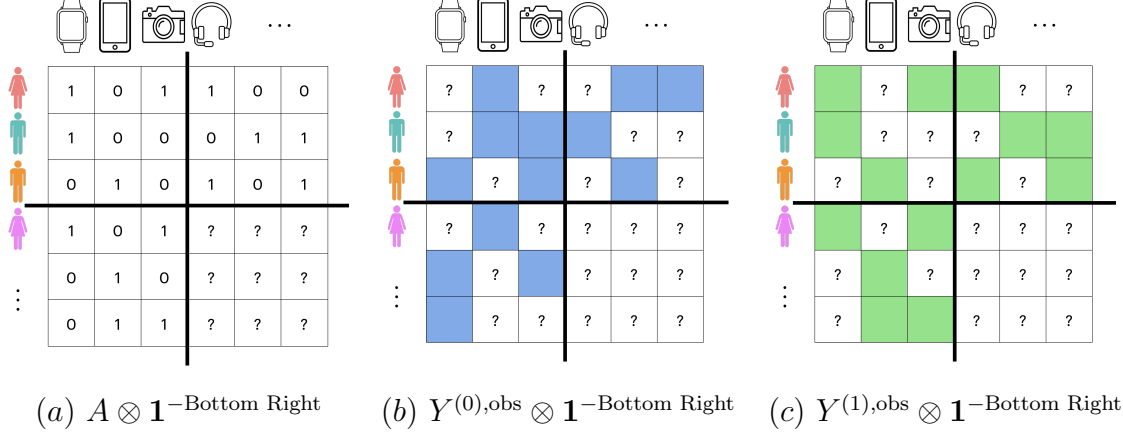 ...
1 0 1 1 0 0
1 0 0 0 1 1
0 1 0 1 0 1
1 0 1 ? ? ?
0 1 0 ? ? ?
0 1 1 ? ? ?
⋮
(a) A ⊗ 1^{−Bottom Right}
...
? ? ?
? ? ?
? ? ?
? ? ? ? ?
? ? ? ?
? ? ? ? ?
⋮
(b) Y^{(0),obs} ⊗ 1^{−Bottom Right}
...
? ? ?
? ? ?
? ? ?
? ? ? ?
? ? ? ? ?
? ? ? ?
⋮
(c) Y^{(1),obs} ⊗ 1^{−Bottom Right}